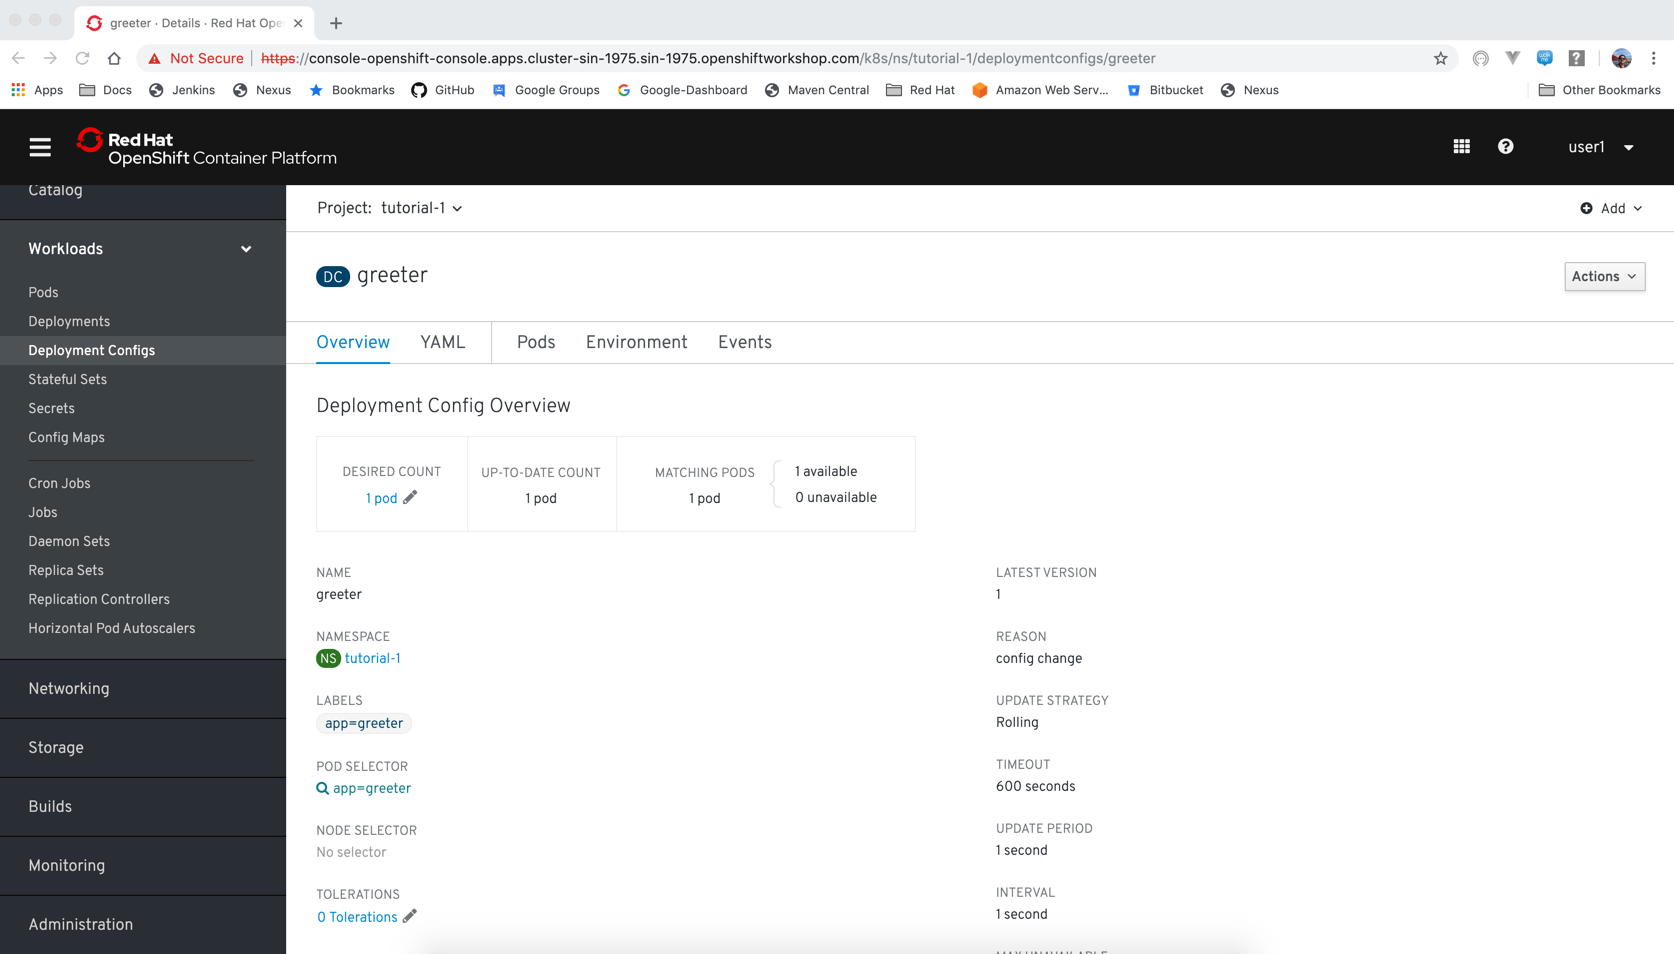 greeter · Details · Red Hat Ope
Not Secure
https://console-openshift-console.apps.cluster-sin-1975.sin-1975.openshiftworkshop.com/k8s/ns/tutorial-1/deploymentconfigs/greeter
Apps Docs Jenkins Nexus Bookmarks GitHub Google Groups Google-Dashboard Maven Central Red Hat Amazon Web Serv... Bitbucket Nexus Other Bookmarks
Red Hat
OpenShift Container Platform
user1
Catalog
Workloads
Pods
Deployments
Deployment Configs
Stateful Sets
Secrets
Config Maps
Cron Jobs
Jobs
Daemon Sets
Replica Sets
Replication Controllers
Horizontal Pod Autoscalers
Networking
Storage
Builds
Monitoring
Administration
Project: tutorial-1
Add
DC greeter
Actions
Overview YAML Pods Environment Events
Deployment Config Overview
DESIRED COUNT
1 pod
UP-TO-DATE COUNT
1 pod
MATCHING PODS
1 pod
1 available
0 unavailable
NAME
greeter
NAMESPACE
NS tutorial-1
LABELS
app=greeter
POD SELECTOR
app=greeter
NODE SELECTOR
No selector
TOLERATIONS
0 Tolerations
LATEST VERSION
1
REASON
config change
UPDATE STRATEGY
Rolling
TIMEOUT
600 seconds
UPDATE PERIOD
1 second
INTERVAL
1 second
MAX UNAVAILABLE